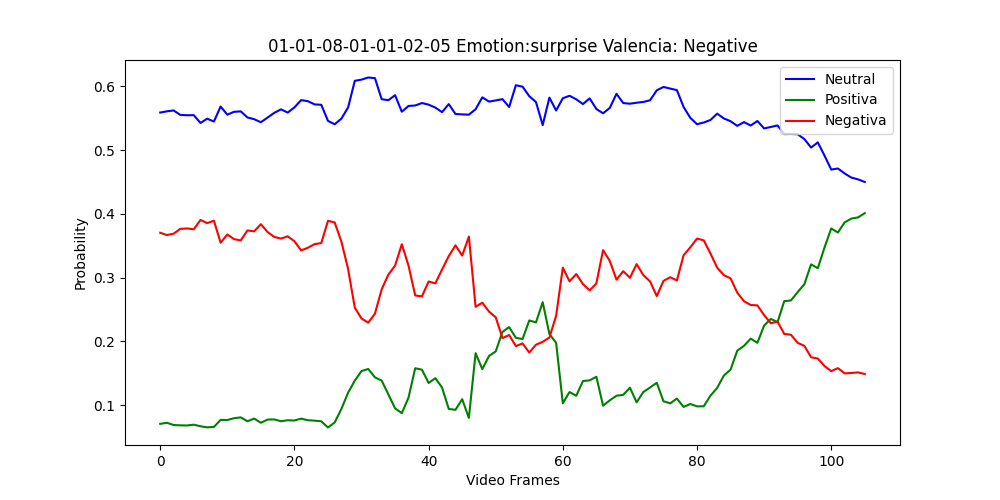 01-01-08-01-01-02-05 Emotion:surprise Valencia: Negative
Neutral
Positiva
Negativa
Probability
0.6
0.5
0.4
0.3
0.2
0.1
0 20 40 60 80 100
Video Frames